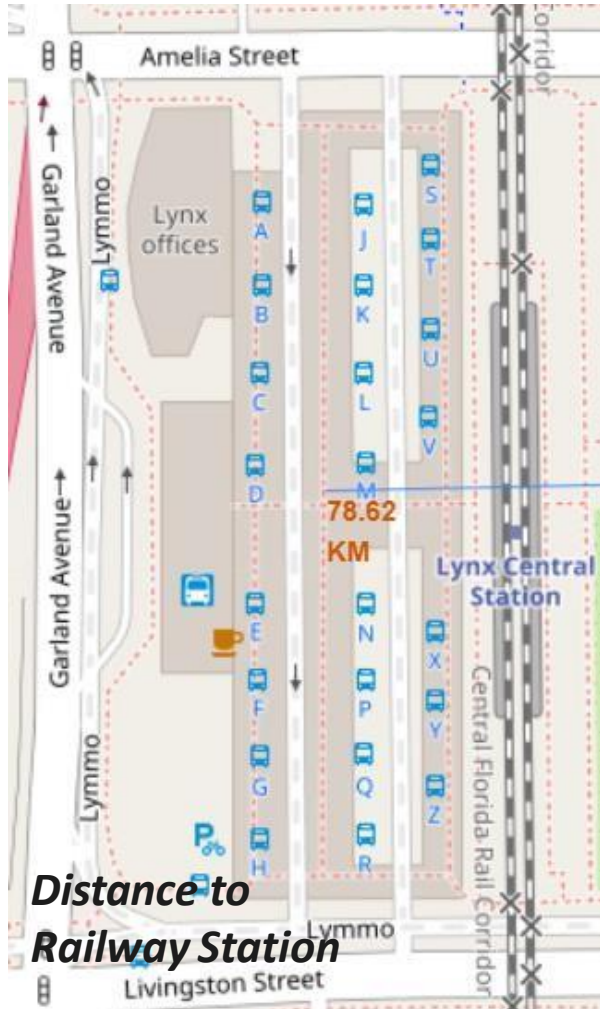 Corridor
Amelia Street
Garland Avenue
Lymmo
Lynx
offices
A
J
S
T
B
K
U
C
L
V
D
M
78.62
KM
Garland Avenue
Lynx Central
Station
E
N
X
F
P
Y
G
Q
Z
H
R
Central Florida Rail Corridor
Lymmo
P
Distance to
Railway Station
Lymmo
Livingston Street